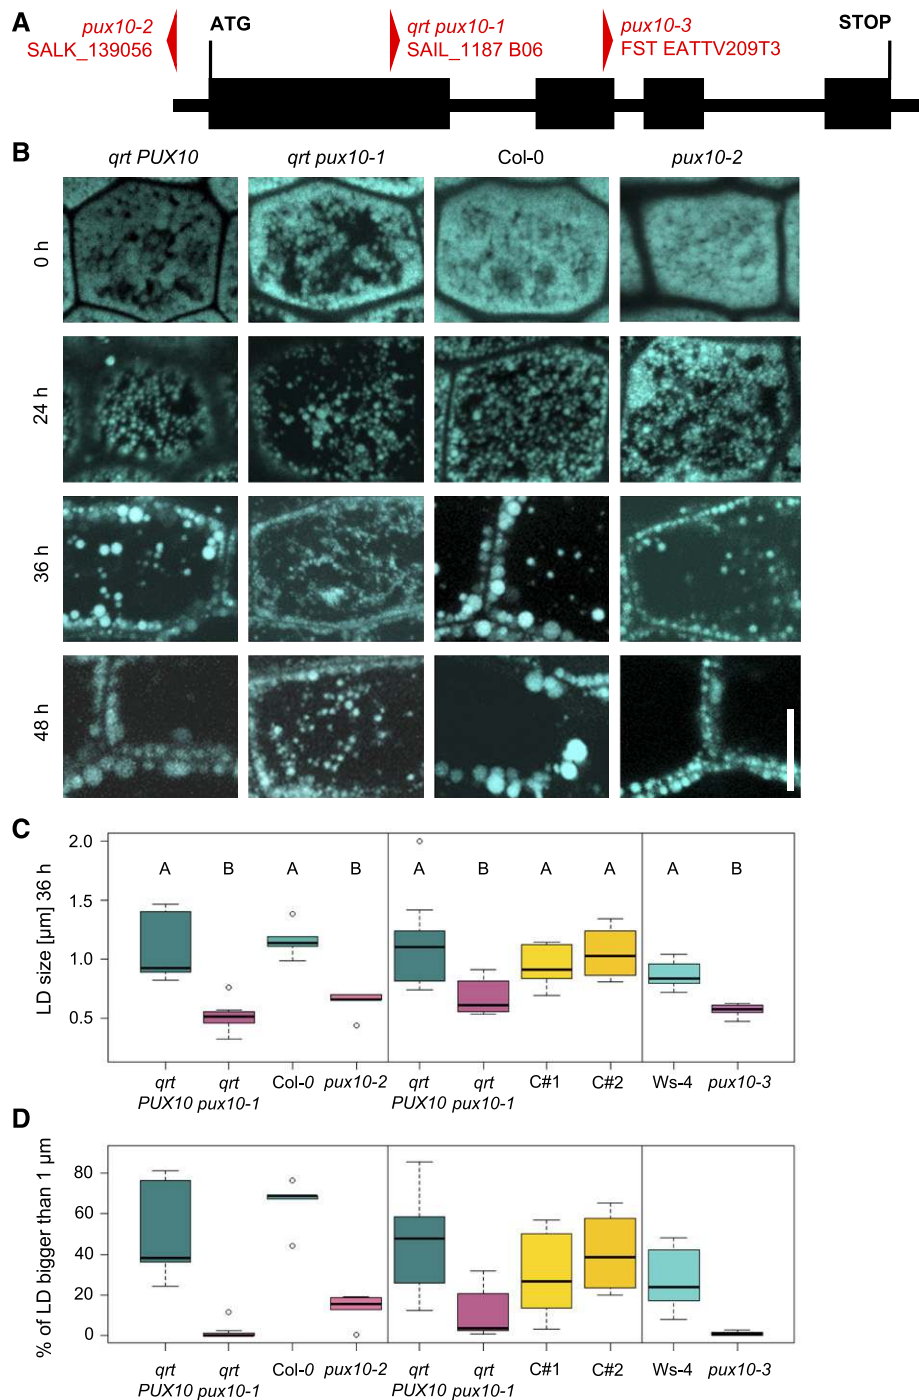 A
pux10-2
SALK_139056
ATG
qrt pux10-1
SAIL_1187 B06
pux10-3
FST EATTV209T3
STOP
B
qrt PUX10
qrt pux10-1
Col-0
pux10-2
0 h
24 h
36 h
48 h
C
LD size [µm] 36 h
2.0
1.5
1.0
0.5
A B A B A B A A A B
qrt qrt Col-0 pux10-2 qrt qrt C#1 C#2 Ws-4 pux10-3
PUX10 pux10-1 PUX10 pux10-1
D
% of LD bigger than 1 µm
80
60
40
20
0
qrt qrt Col-0 pux10-2 qrt qrt C#1 C#2 Ws-4 pux10-3
PUX10 pux10-1 PUX10 pux10-1